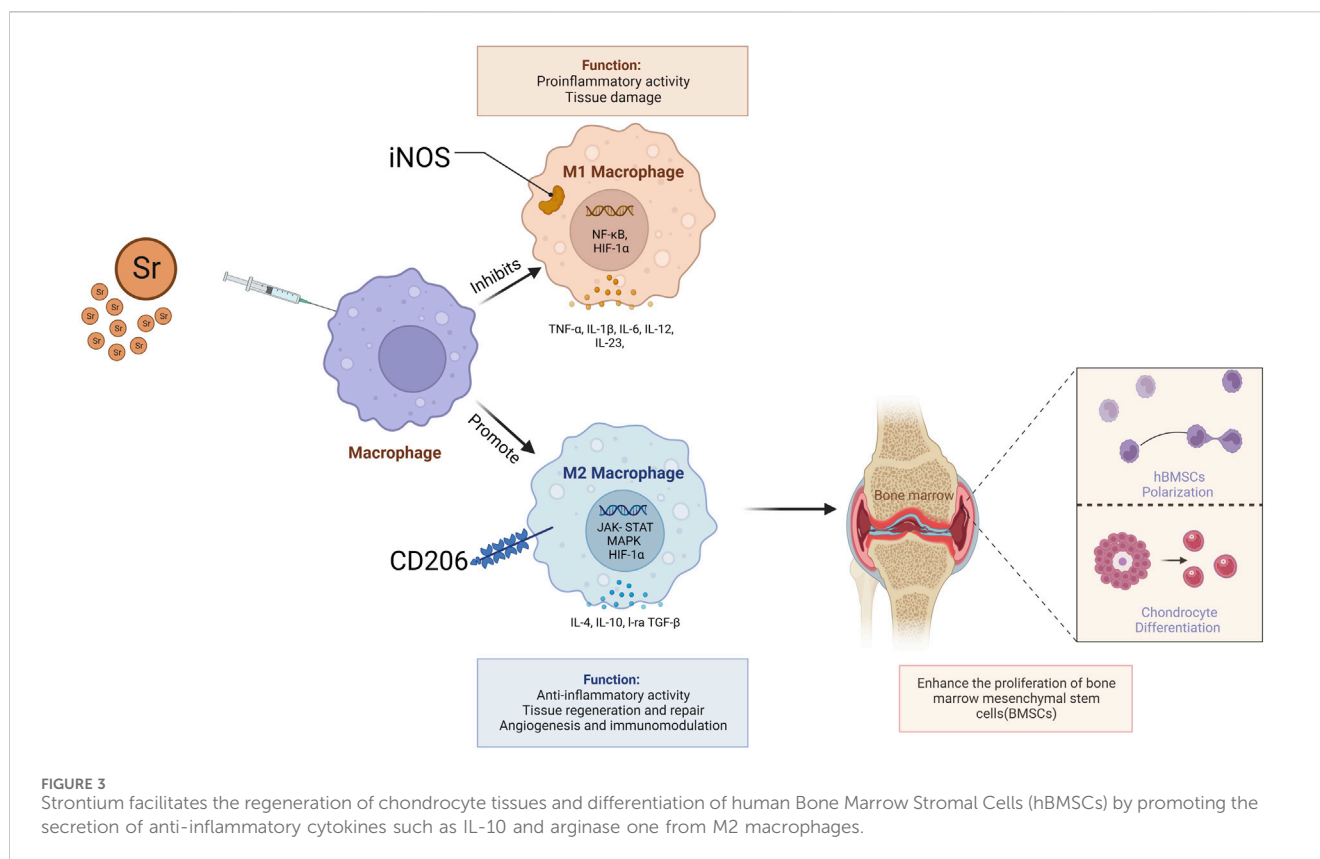 Function:
Proinflammatory activity
Tissue damage
iNOS
M1 Macrophage
NF-κB,
HIF-1α
TNF-α, IL-1β, IL-6, IL-12,
IL-23,
Sr
Sr
Sr
Sr
Sr
Sr
Sr
Sr
Sr
Sr
Inhibits
Macrophage
Promote
M2 Macrophage
JAK- STAT
MAPK
HIF-1α
CD206
IL-4, IL-10, I-ra TGF-β
Function:
Anti-inflammatory activity
Tissue regeneration and repair
Angiogenesis and immunomodulation
Bone marrow
hBMSCs
Polarization
Chondrocyte
Differentiation
Enhance the proliferation of bone
marrow mesenchymal stem
cells(BMSCs)
FIGURE 3
Strontium facilitates the regeneration of chondrocyte tissues and differentiation of human Bone Marrow Stromal Cells (hBMSCs) by promoting the
secretion of anti-inflammatory cytokines such as IL-10 and arginase one from M2 macrophages.